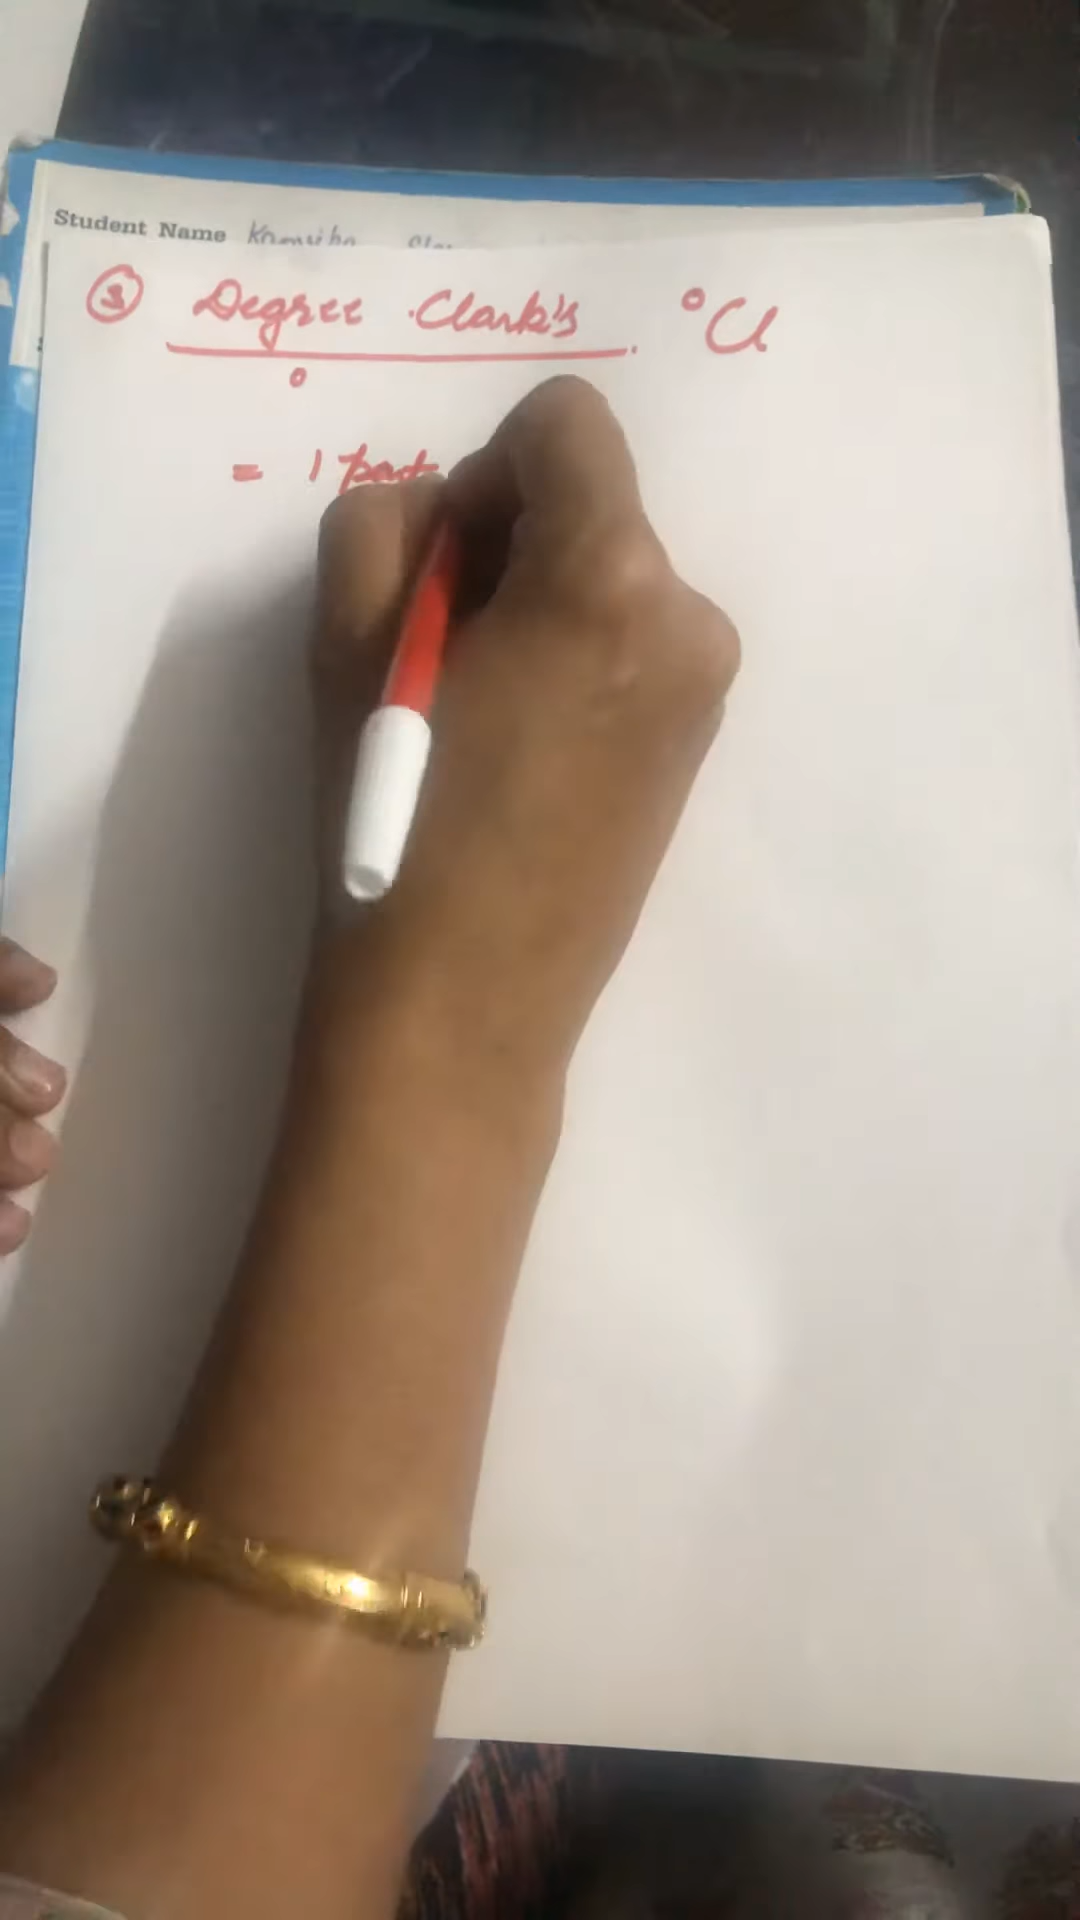 Student Name
③ Degree Clark's °Cl
°
= 1 part